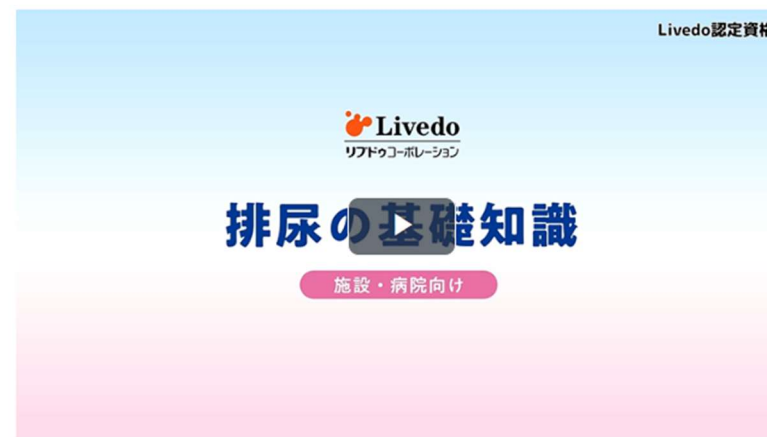 Livedo認定資格
Livedo
リブドゥコーポレーション
排尿の基礎知識
施設・病院向け